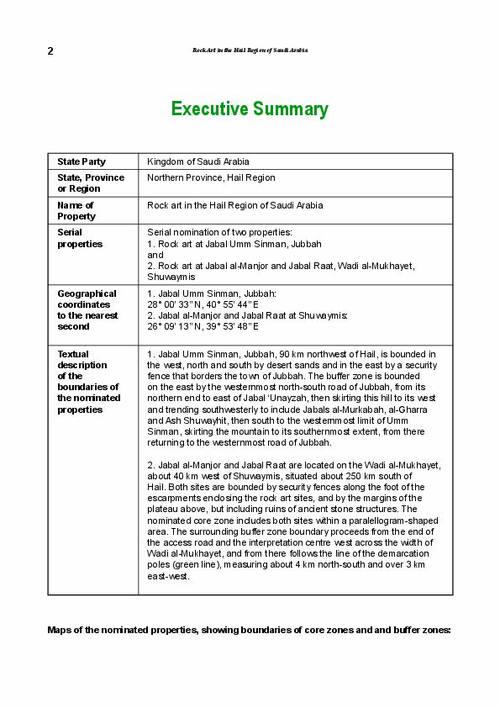 2
Rock Art in the Hail Region of Saudi Arabia
Executive Summary
State Party
Kingdom of Saudi Arabia
State, Province
or Region
Northern Province, Hail Region
Name of
Property
Rock art in the Hail Region of Saudi Arabia
Serial
properties
Serial nomination of two properties:
1. Rock art at Jabal Umm Sinman, Jubbah
and
2. Rock art at Jabal al-Manjor and Jabal Raat, Wadi al-Mukhayet,
Shuwaymis
Geographical
coordinates
to the nearest
second
1. Jabal Umm Sinman, Jubbah:
28° 00' 33"N, 40° 55' 44"E
2. Jabal al-Manjor and Jabal Raat at Shuwaymis:
26° 09' 13"N, 39° 53' 48"E
Textual
description
of the
boundaries of
the nominated
properties
1. Jabal Umm Sinman, Jubbah, 90 km northwest of Hail, is bounded in
the west, north and south by desert sands and in the east by a security
fence that borders the town of Jubbah. The buffer zone is bounded
on the east by the westernmost north-south road of Jubbah, from its
northern end to east of Jabal 'Unayzah, then skirting this hill to its west
and trending southwesterly to include Jabals al-Murkabah, al-Gharra
and Ash Shuwayhit, then south to the westernmost limit of Umm
Sinman, skirting the mountain to its southernmost extent, from there
returning to the westernmost road of Jubbah.
2. Jabal al-Manjor and Jabal Raat are located on the Wadi al-Mukhayet,
about 40 km west of Shuwaymis, situated about 250 km south of
Hail. Both sites are bounded by security fences along the foot of the
escarpments enclosing the rock art sites, and by the margins of the
plateau above, but including ruins of ancient stone structures. The
nominated core zone includes both sites within a paralellogram-shaped
area. The surrounding buffer zone boundary proceeds from the end of
the access road and the interpretation centre west across the width of
Wadi al-Mukhayet, and from there follows the line of the demarcation
poles (green line), measuring about 4 km north-south and over 3 km
east-west.
Maps of the nominated properties, showing boundaries of core zones and and buffer zones: